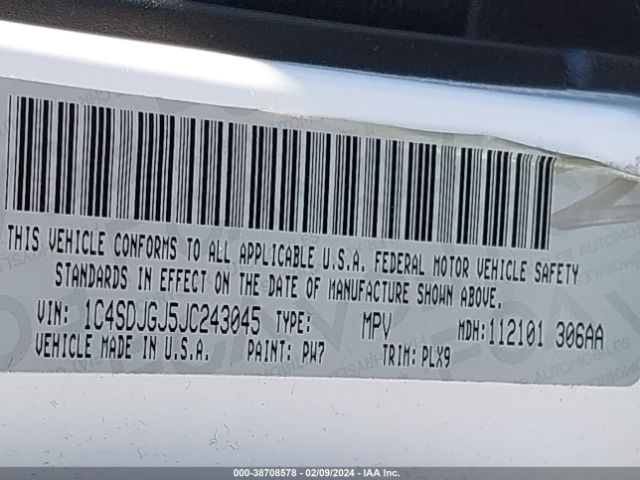 THIS VEHICLE CONFORMS TO ALL APPLICABLE U.S.A. FEDERAL MOTOR VEHICLE SAFETY
STANDARDS IN EFFECT ON THE DATE OF MANUFACTURE SHOWN ABOVE.
VIN: 1C4SDJGJ5JC243045 TYPE: MPV MDH: 112101 306AA
VEHICLE MADE IN U.S.A. PAINT: PW7 TRIM: PLX9
000-38708578 — 02/09/2024 — IAA Inc.